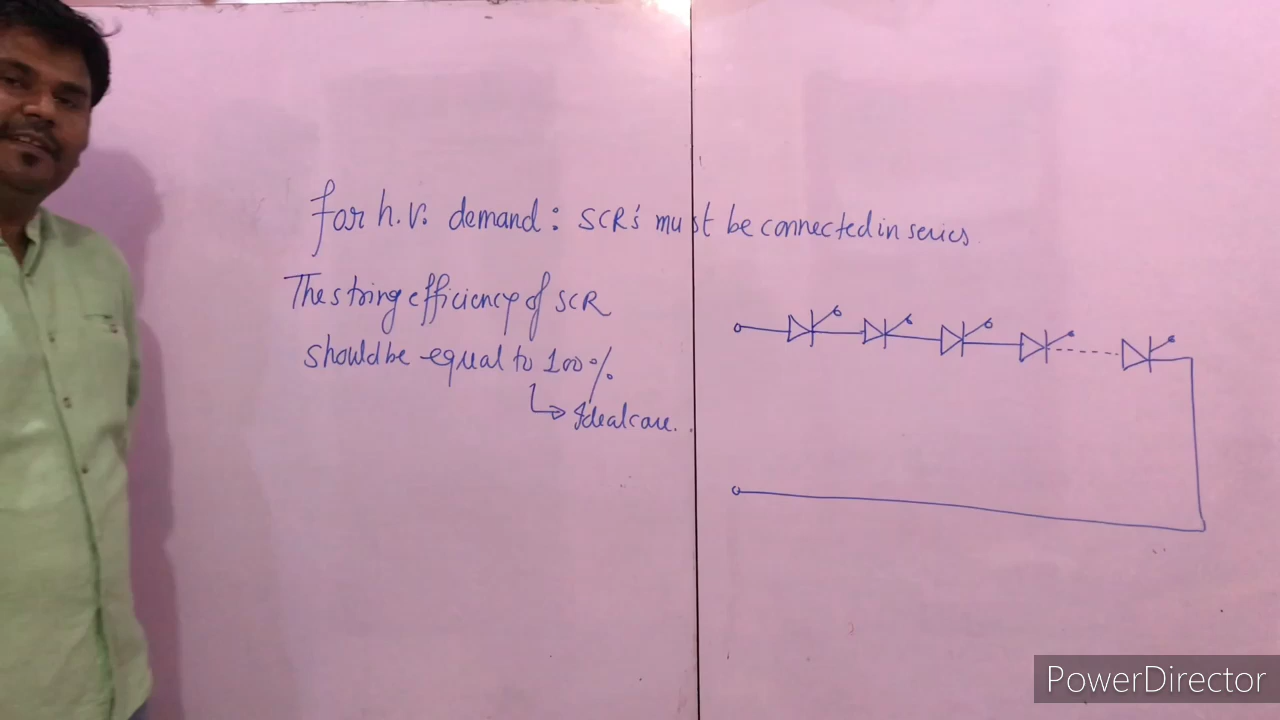 for h.v. demand: SCR's must be connected in series
The string efficiency of SCR
should be equal to 100%
Ideal case.
PowerDirector